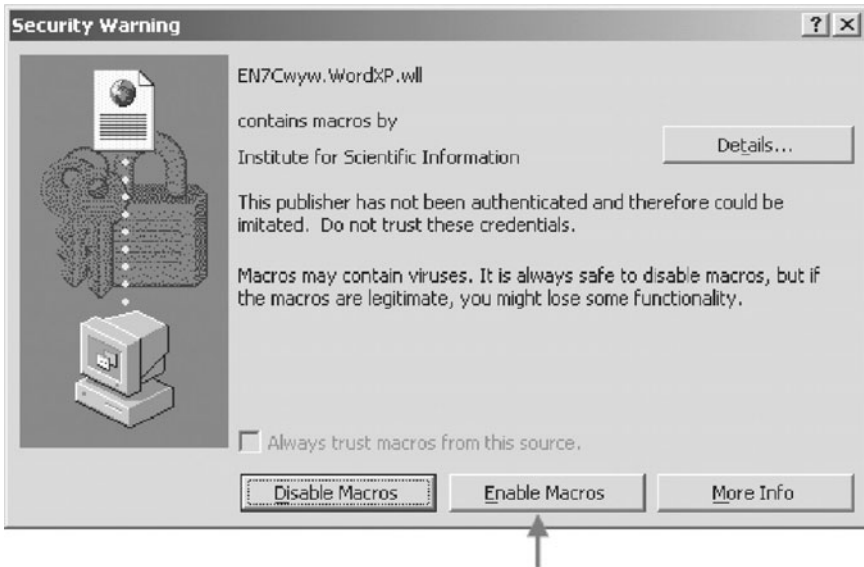 Security Warning
EN7Cwyw.WordXP.wll
contains macros by
Details...
Institute for Scientific Information
This publisher has not been authenticated and therefore could be
imitated. Do not trust these credentials.
Macros may contain viruses. It is always safe to disable macros, but if
the macros are legitimate, you might lose some functionality.
Always trust macros from this source.
Disable Macros
Enable Macros
More Info